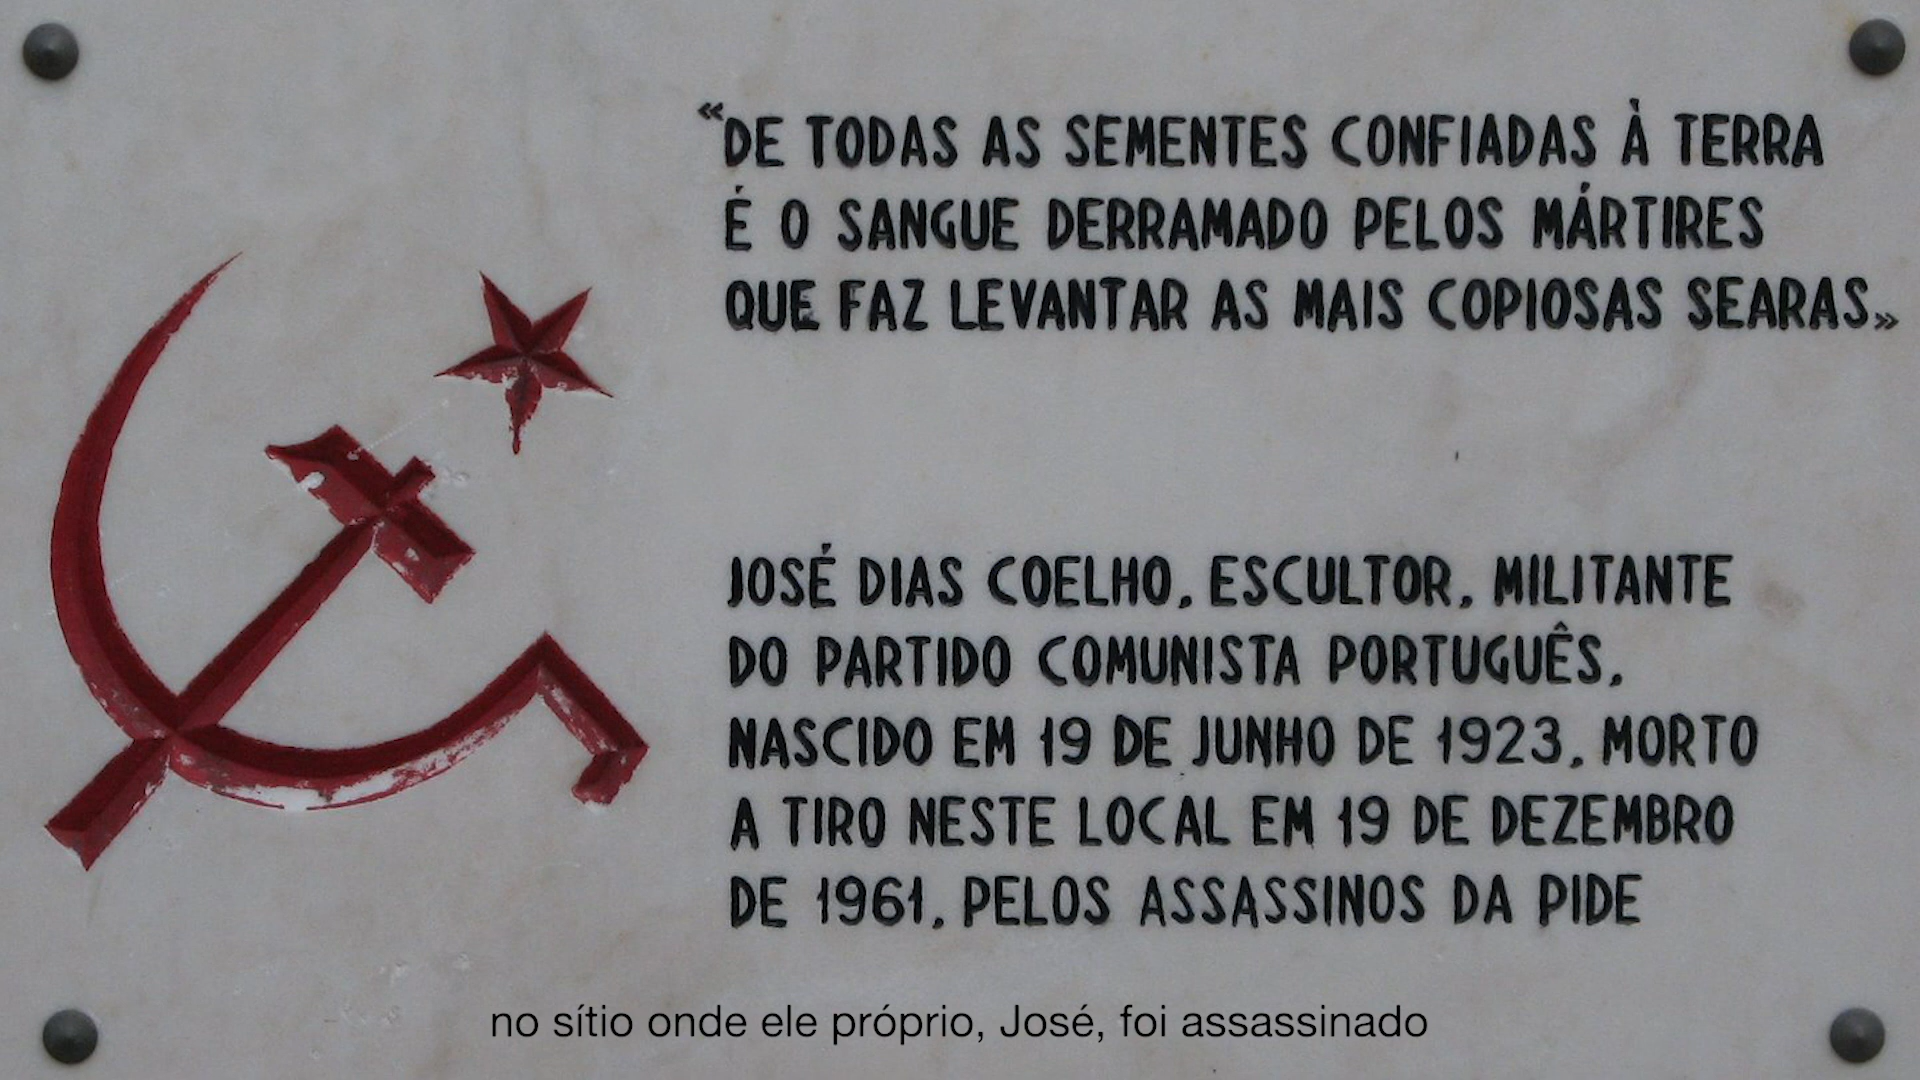 «DE TODAS AS SEMENTES CONFIADAS À TERRA
É O SANGUE DERRAMADO PELOS MÁRTIRES
QUE FAZ LEVANTAR AS MAIS COPIOSAS SEARAS»
JOSÉ DIAS COELHO, ESCULTOR, MILITANTE
DO PARTIDO COMUNISTA PORTUGUÊS,
NASCIDO EM 19 DE JUNHO DE 1923, MORTO
A TIRO NESTE LOCAL EM 19 DE DEZEMBRO
DE 1961, PELOS ASSASSINOS DA PIDE
no sítio onde ele próprio, José, foi assassinado